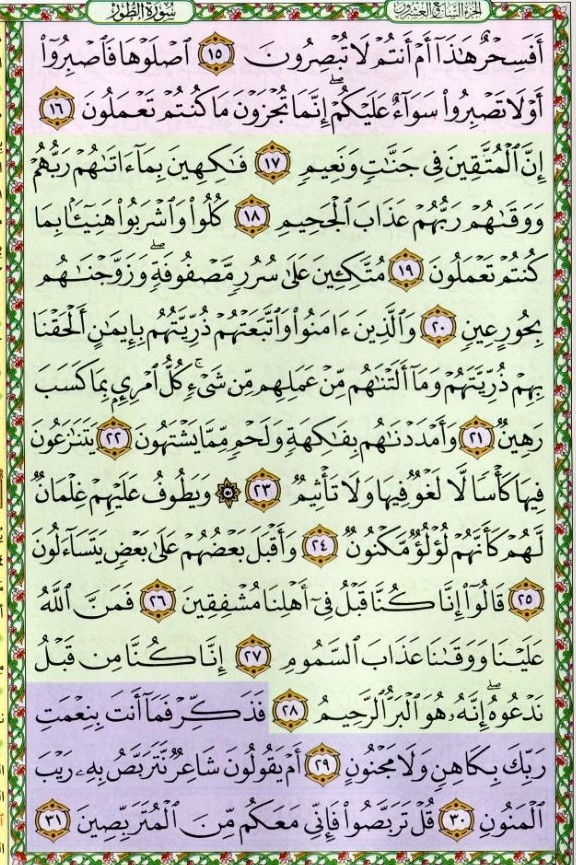 الجزء السابع والعشرون سورة الطور
أَفَسِحْرٌ هَٰذَآ أَمْ أَنتُمْ لَا تُبْصِرُونَ ١٥ ٱصْلَوْهَا فَٱصْبِرُوٓا۟
أَوْ لَا تَصْبِرُوا۟ سَوَآءٌ عَلَيْكُمْ ۖ إِنَّمَا تُجْزَوْنَ مَا كُنتُمْ تَعْمَلُونَ ١٦
إِنَّ ٱلْمُتَّقِينَ فِى جَنَّٰتٍ وَنَعِيمٍ ١٧ فَٰكِهِينَ بِمَآ ءَاتَىٰهُمْ رَبُّهُمْ
وَوَقَىٰهُمْ رَبُّهُمْ عَذَابَ ٱلْجَحِيمِ ١٨ كُلُوا۟ وَٱشْرَبُوا۟ هَنِيٓـًٔۢا بِمَا
كُنتُمْ تَعْمَلُونَ ١٩ مُتَّكِـِٔينَ عَلَىٰ سُرُرٍ مَّصْفُوفَةٍ ۖ وَزَوَّجْنَٰهُم
بِحُورٍ عِينٍ ٢٠ وَٱلَّذِينَ ءَامَنُوا۟ وَٱتَّبَعَتْهُمْ ذُرِّيَّتُهُم بِإِيمَٰنٍ أَلْحَقْنَا
بِهِمْ ذُرِّيَّتَهُمْ وَمَآ أَلَتْنَٰهُم مِّنْ عَمَلِهِم مِّن شَىْءٍ ۚ كُلُّ ٱمْرِئٍۭ بِمَا كَسَبَ
رَهِينٌ ٢١ وَأَمْدَدْنَٰهُم بِفَٰكِهَةٍ وَلَحْمٍ مِّمَّا يَشْتَهُونَ ٢٢ يَتَنَٰزَعُونَ
فِيهَا كَأْسًا لَّا لَغْوٌ فِيهَا وَلَا تَأْثِيمٌ ٢٣ وَيَطُوفُ عَلَيْهِمْ غِلْمَانٌ
لَّهُمْ كَأَنَّهُمْ لُؤْلُؤٌ مَّكْنُونٌ ٢٤ وَأَقْبَلَ بَعْضُهُمْ عَلَىٰ بَعْضٍ يَتَسَآءَلُونَ
٢٥ قَالُوٓا۟ إِنَّا كُنَّا قَبْلُ فِىٓ أَهْلِنَا مُشْفِقِينَ ٢٦ فَمَنَّ ٱللَّهُ
عَلَيْنَا وَوَقَىٰنَا عَذَابَ ٱلسَّمُومِ ٢٧ إِنَّا كُنَّا مِن قَبْلُ
نَدْعُوهُ ۖ إِنَّهُۥ هُوَ ٱلْبَرُّ ٱلرَّحِيمُ ٢٨ فَذَكِّرْ فَمَآ أَنتَ بِنِعْمَتِ
رَبِّكَ بِكَاهِنٍ وَلَا مَجْنُونٍ ٢٩ أَمْ يَقُولُونَ شَاعِرٌ نَّتَرَبَّصُ بِهِۦ رَيْبَ
ٱلْمَنُونِ ٣٠ قُلْ تَرَبَّصُوا۟ فَإِنِّى مَعَكُم مِّنَ ٱلْمُتَرَبِّصِينَ ٣١